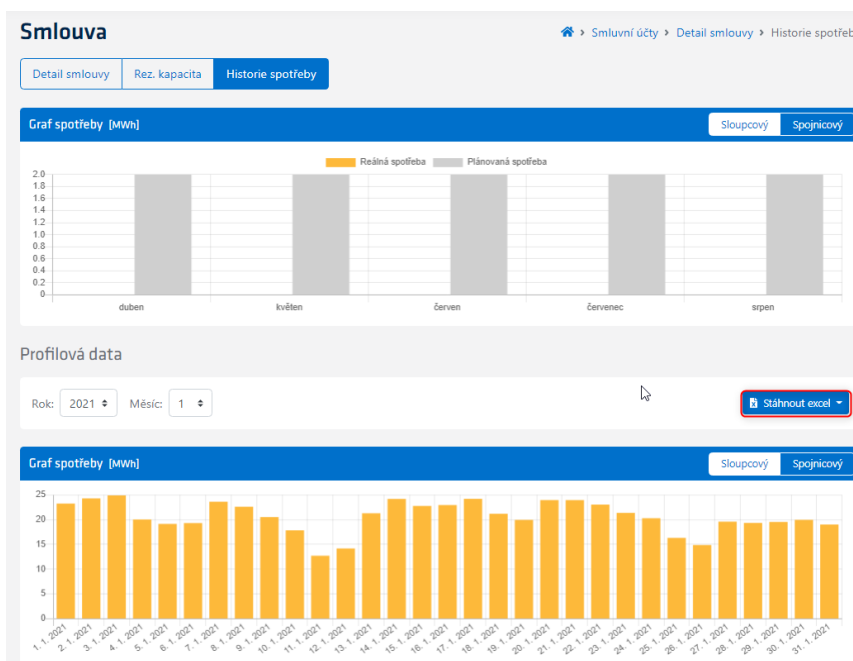 Smlouva
Smluvní účty > Detail smlouvy > Historie spotřeb
Detail smlouvy Rez. kapacita Historie spotřeby
Graf spotřeby [MWh] Sloupcový Spojnicový
Reálná spotřeba Plánovaná spotřeba
2.0
1.8
1.6
1.4
1.2
1.0
0.8
0.6
0.4
0.2
0
duben květen červen červenec srpen
Profilová data
Rok: 2021 Měsíc: 1 Stáhnout excel
Graf spotřeby [MWh] Sloupcový Spojnicový
25
20
15
10
5
0
1. 1. 2021 2. 1. 2021 3. 1. 2021 4. 1. 2021 5. 1. 2021 6. 1. 2021 7. 1. 2021 8. 1. 2021 9. 1. 2021 10. 1. 2021 11. 1. 2021 12. 1. 2021 13. 1. 2021 14. 1. 2021 15. 1. 2021 16. 1. 2021 17. 1. 2021 18. 1. 2021 19. 1. 2021 20. 1. 2021 21. 1. 2021 22. 1. 2021 23. 1. 2021 24. 1. 2021 25. 1. 2021 26. 1. 2021 27. 1. 2021 28. 1. 2021 29. 1. 2021 30. 1. 2021 31. 1. 2021